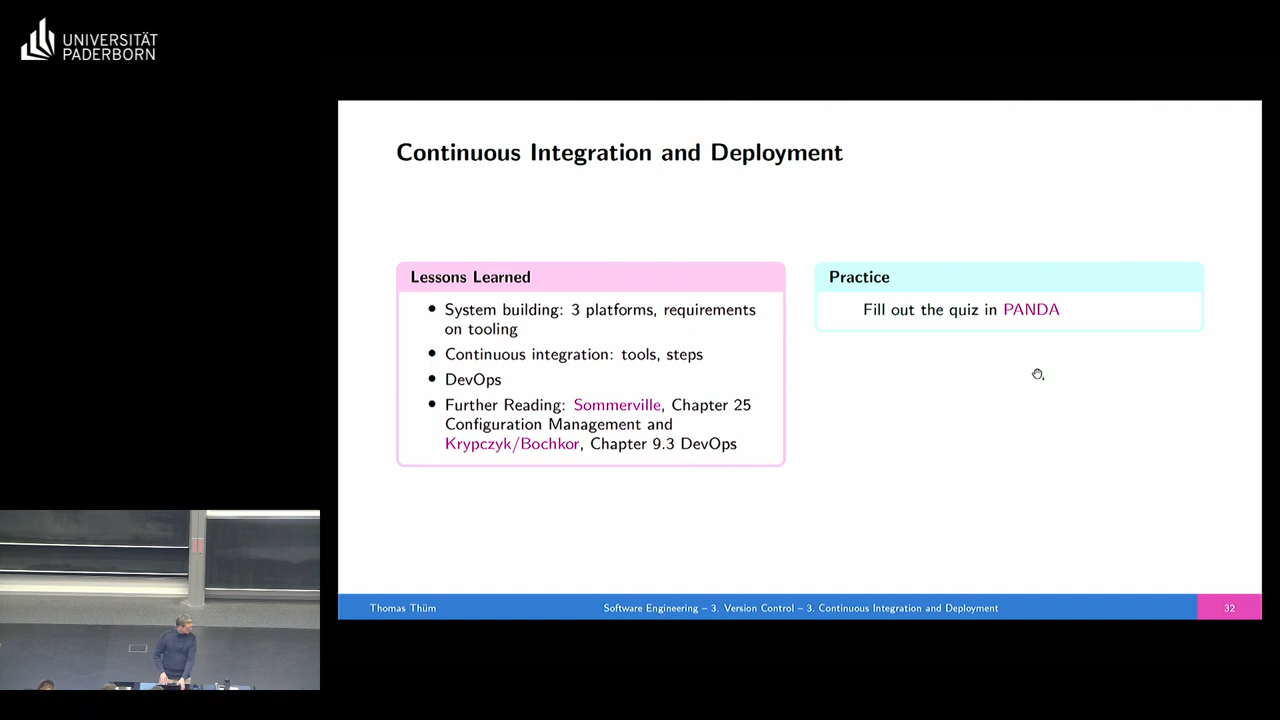 UNIVERSITÄT
PADERBORN
Continuous Integration and Deployment
Lessons Learned
• System building: 3 platforms, requirements
on tooling
• Continuous integration: tools, steps
• DevOps
• Further Reading: Sommerville, Chapter 25
Configuration Management and
Krypczyk/Bochkor, Chapter 9.3 DevOps
Practice
Fill out the quiz in PANDA
Thomas Thüm
Software Engineering – 3. Version Control – 3. Continuous Integration and Deployment
32